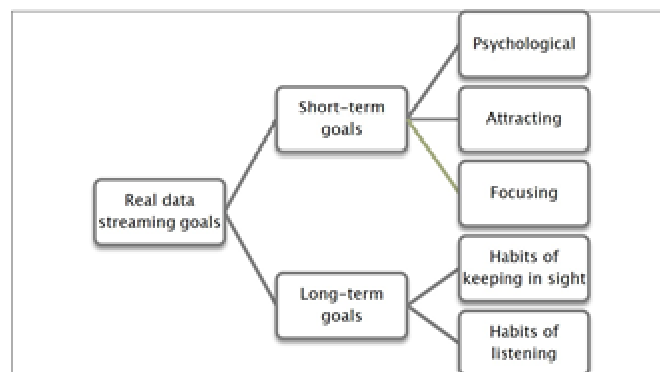 Psychological
Short-term
goals
Attracting
Real data
streaming goals
Focusing
Habits of
keeping in sight
Long-term
goals
Habits of
listening